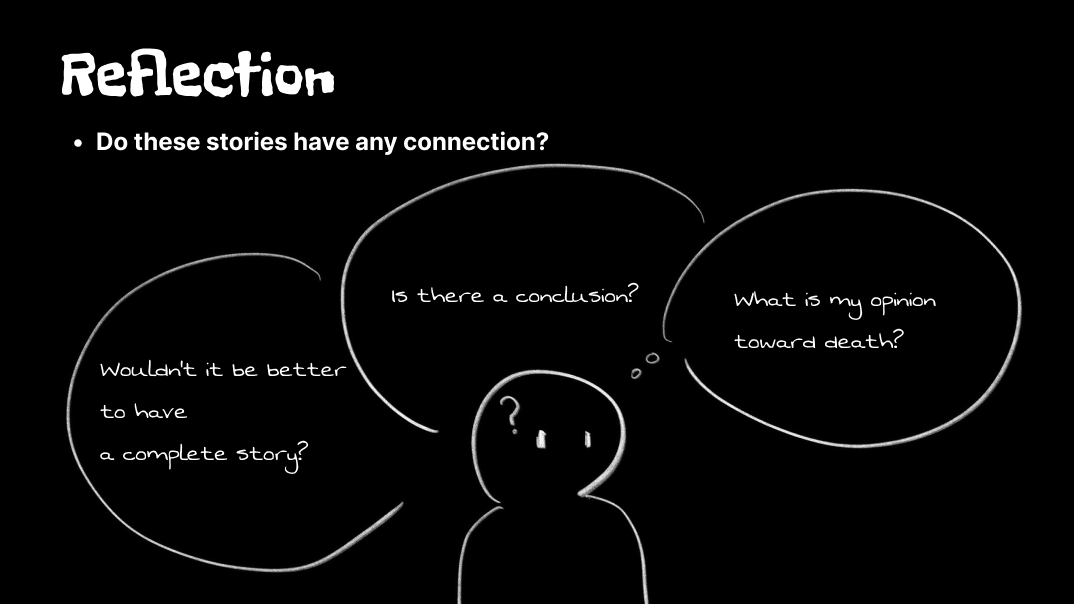 Reflection
• Do these stories have any connection?
Wouldn't it be better
to have
a complete story?
Is there a conclusion?
What is my opinion
toward death?
?